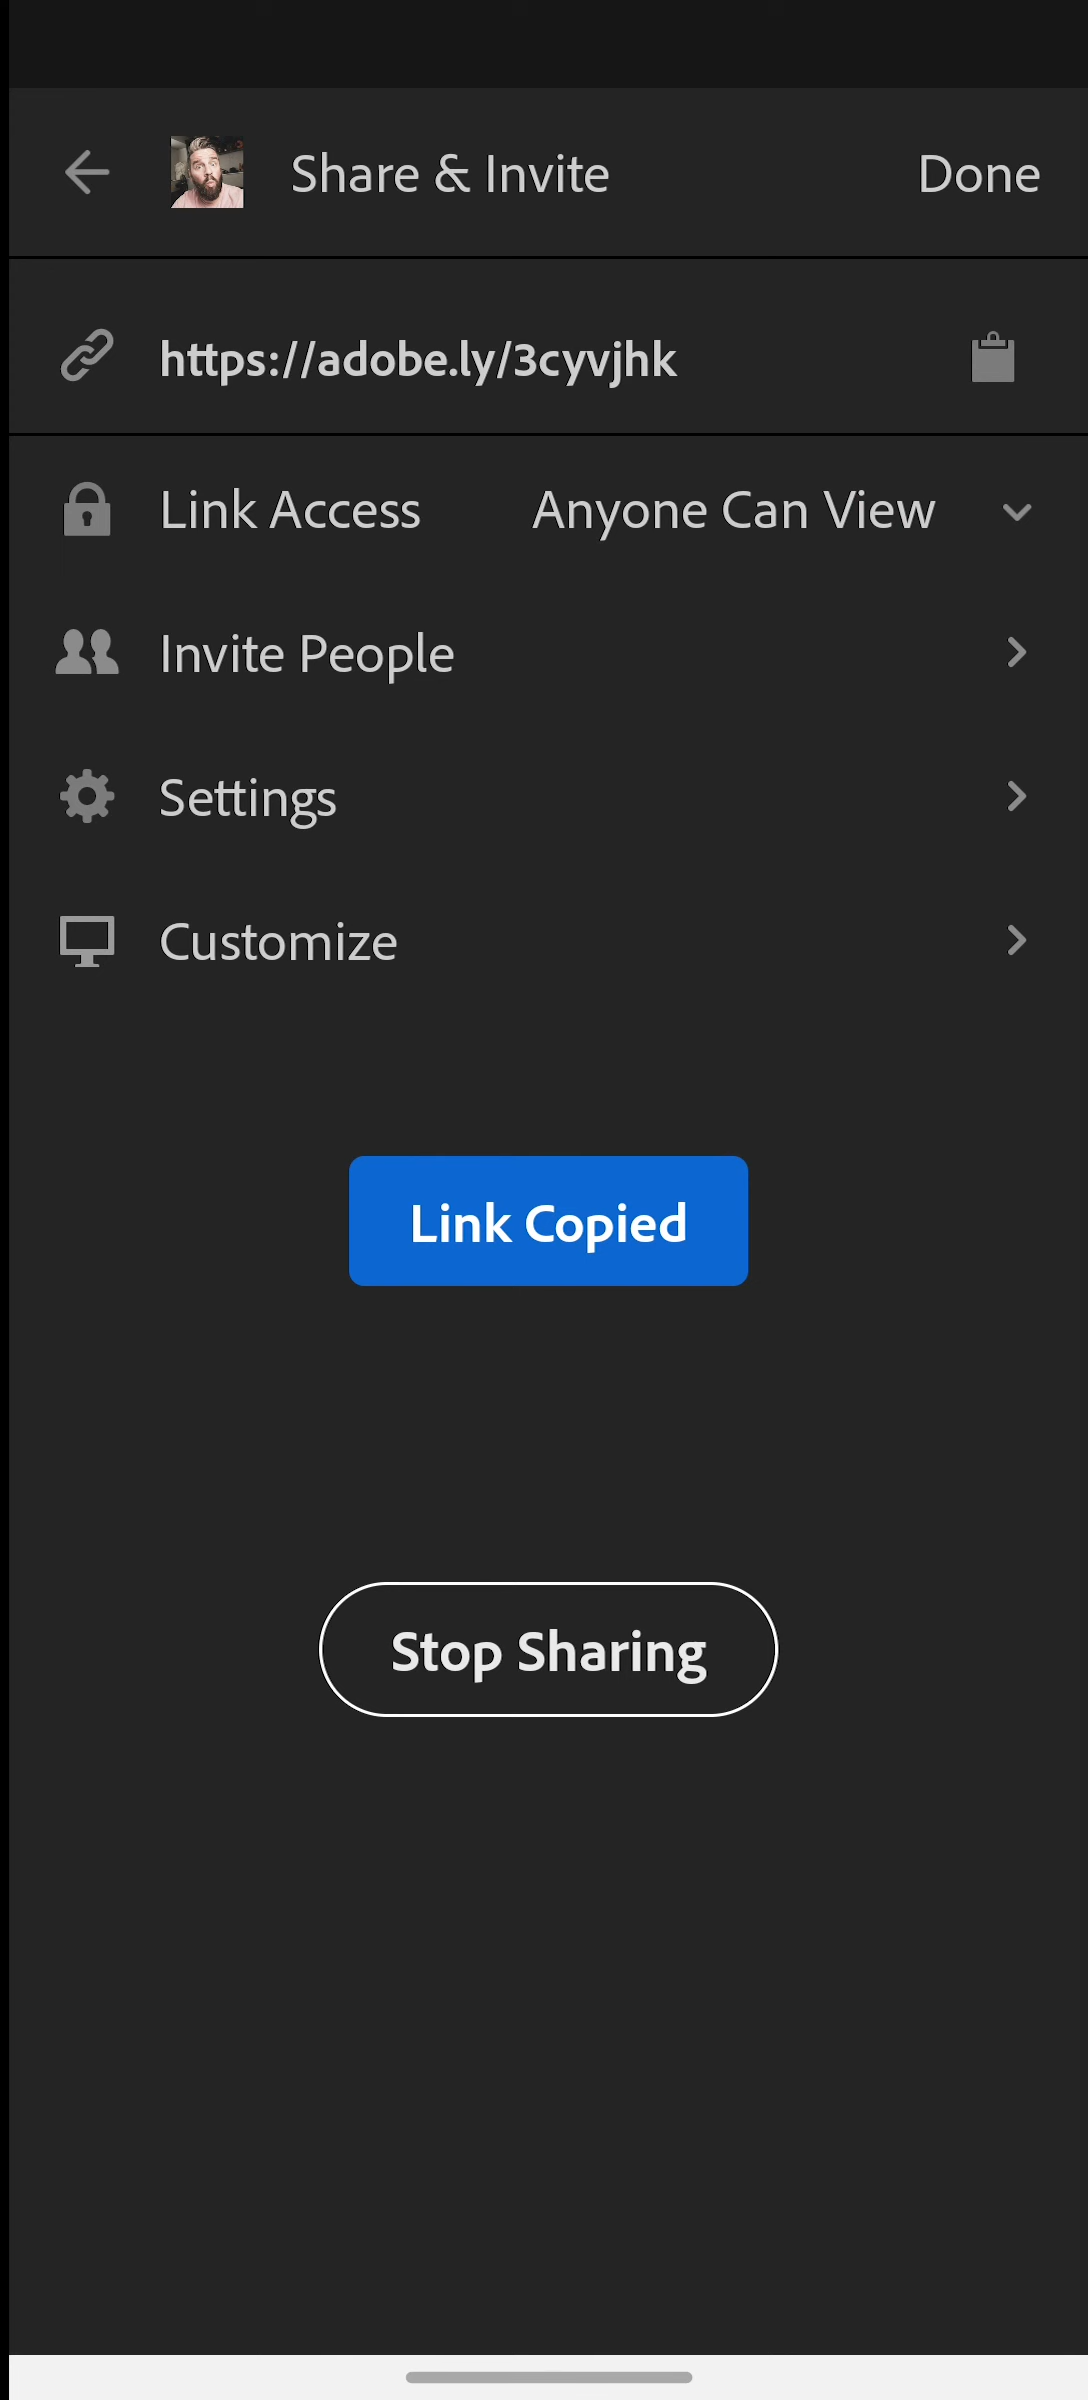 Share & Invite Done
https://adobe.ly/3cyvjhk
Link Access Anyone Can View
Invite People
Settings
Customize
Link Copied
Stop Sharing